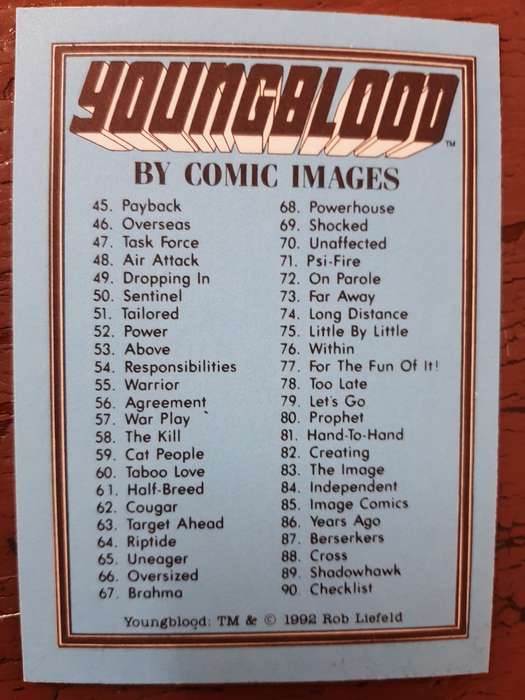 YOUNGBLOOD™
BY COMIC IMAGES
45. Payback
46. Overseas
47. Task Force
48. Air Attack
49. Dropping In
50. Sentinel
51. Tailored
52. Power
53. Above
54. Responsibilities
55. Warrior
56. Agreement
57. War Play
58. The Kill
59. Cat People
60. Taboo Love
61. Half-Breed
62. Cougar
63. Target Ahead
64. Riptide
65. Uneager
66. Oversized
67. Brahma
68. Powerhouse
69. Shocked
70. Unaffected
71. Psi-Fire
72. On Parole
73. Far Away
74. Long Distance
75. Little By Little
76. Within
77. For The Fun Of It!
78. Too Late
79. Let's Go
80. Prophet
81. Hand-To-Hand
82. Creating
83. The Image
84. Independent
85. Image Comics
86. Years Ago
87. Berserkers
88. Cross
89. Shadowhawk
90. Checklist
Youngblood: TM & © 1992 Rob Liefeld